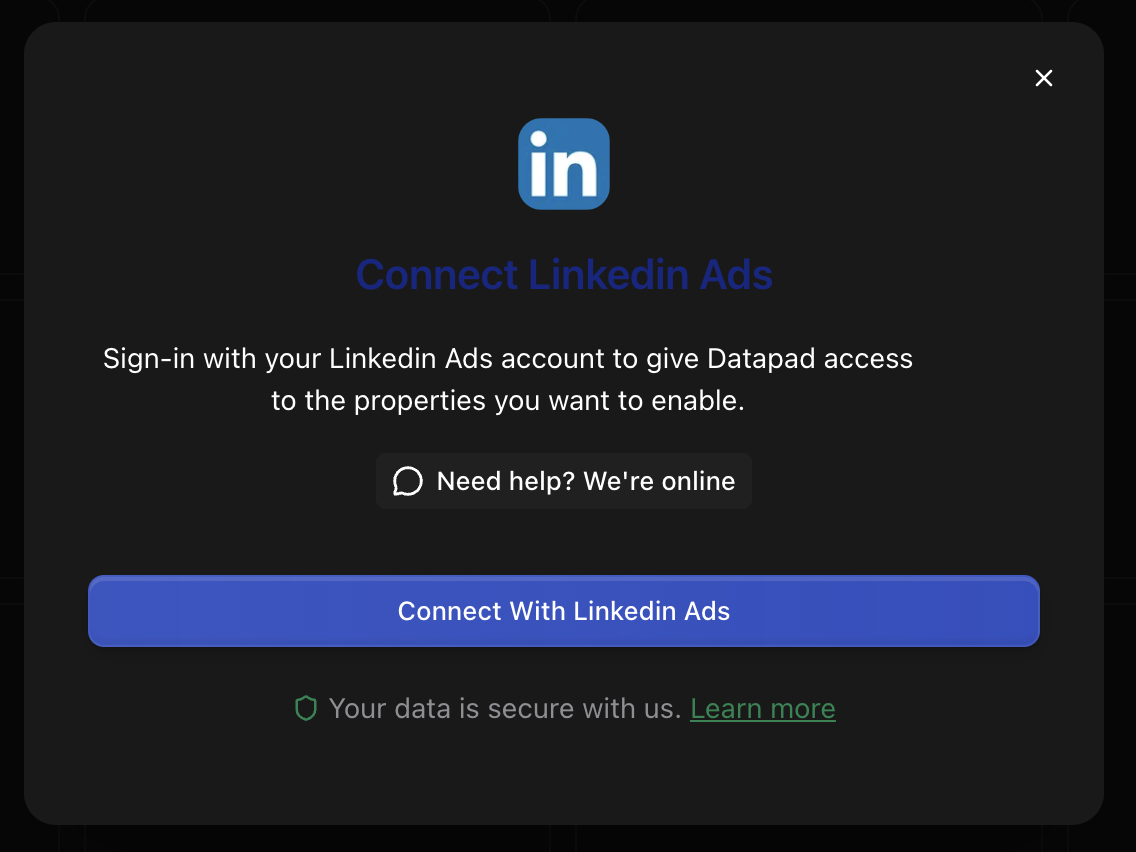 in
Connect Linkedin Ads
Sign-in with your Linkedin Ads account to give Datapad access
to the properties you want to enable.
Need help? We're online
Connect With Linkedin Ads
Your data is secure with us. Learn more